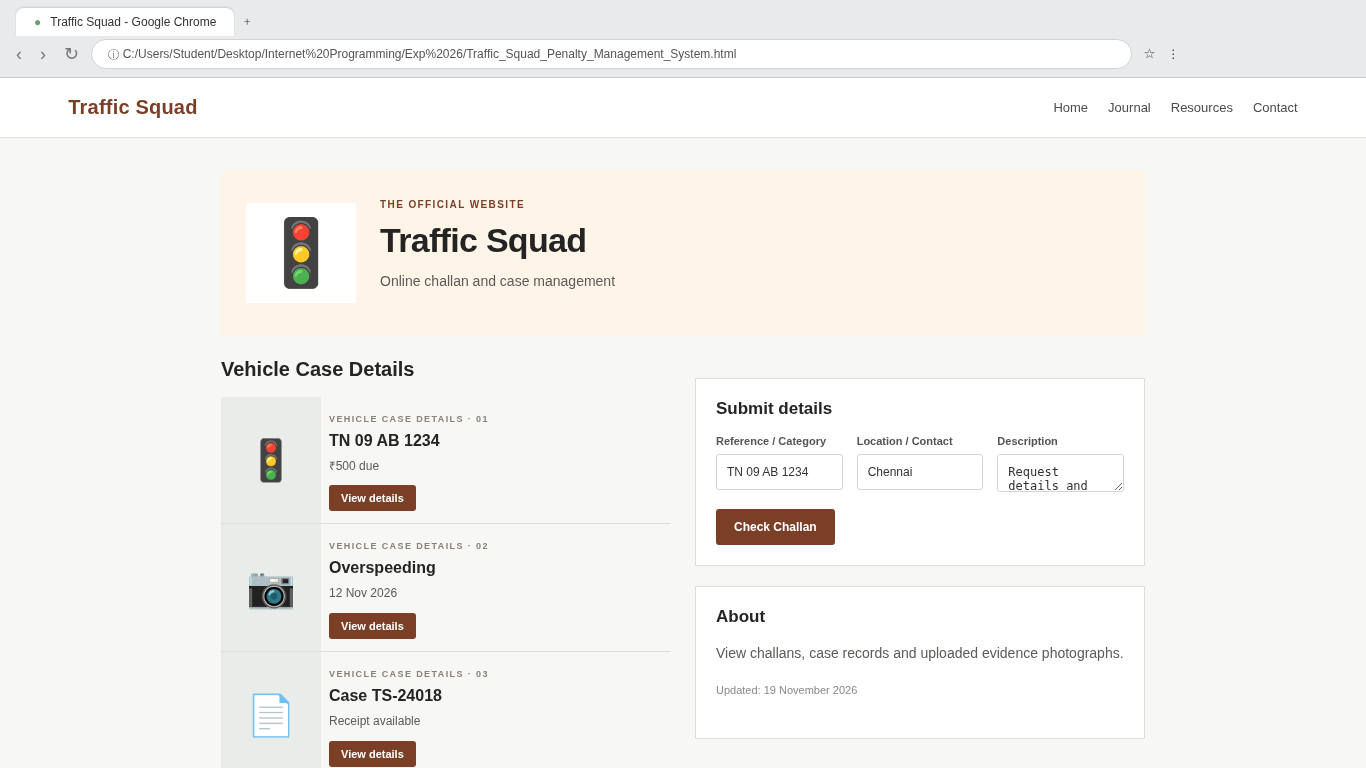 Traffic Squad - Google Chrome
+
C:/Users/Student/Desktop/Internet%20Programming/Exp%2026/Traffic_Squad_Penalty_Management_System.html
Traffic Squad
Home Journal Resources Contact
THE OFFICIAL WEBSITE
Traffic Squad
Online challan and case management
Vehicle Case Details
VEHICLE CASE DETAILS · 01
TN 09 AB 1234
₹500 due
View details
VEHICLE CASE DETAILS · 02
Overspeeding
12 Nov 2026
View details
VEHICLE CASE DETAILS · 03
Case TS-24018
Receipt available
View details
Submit details
Reference / Category Location / Contact Description
TN 09 AB 1234 Chennai Request
details and
Check Challan
About
View challans, case records and uploaded evidence photographs.
Updated: 19 November 2026